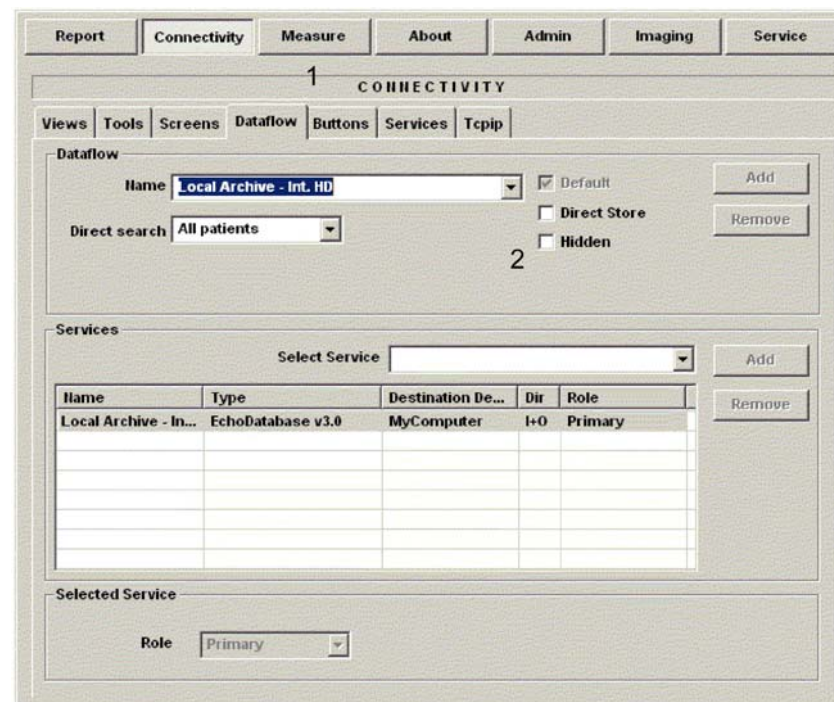 Report Connectivity Measure About Admin Imaging Service
1
CONNECTIVITY
Views Tools Screens Dataflow Buttons Services Tcpip
Dataflow
Name Local Archive - Int. HD Default Add
Direct Store
Direct search All patients Remove
2 Hidden
Services
Select Service Add
Name Type Destination De... Dir Role
Remove
Local Archive - In... EchoDatabase v3.0 MyComputer I+O Primary
Selected Service
Role Primary